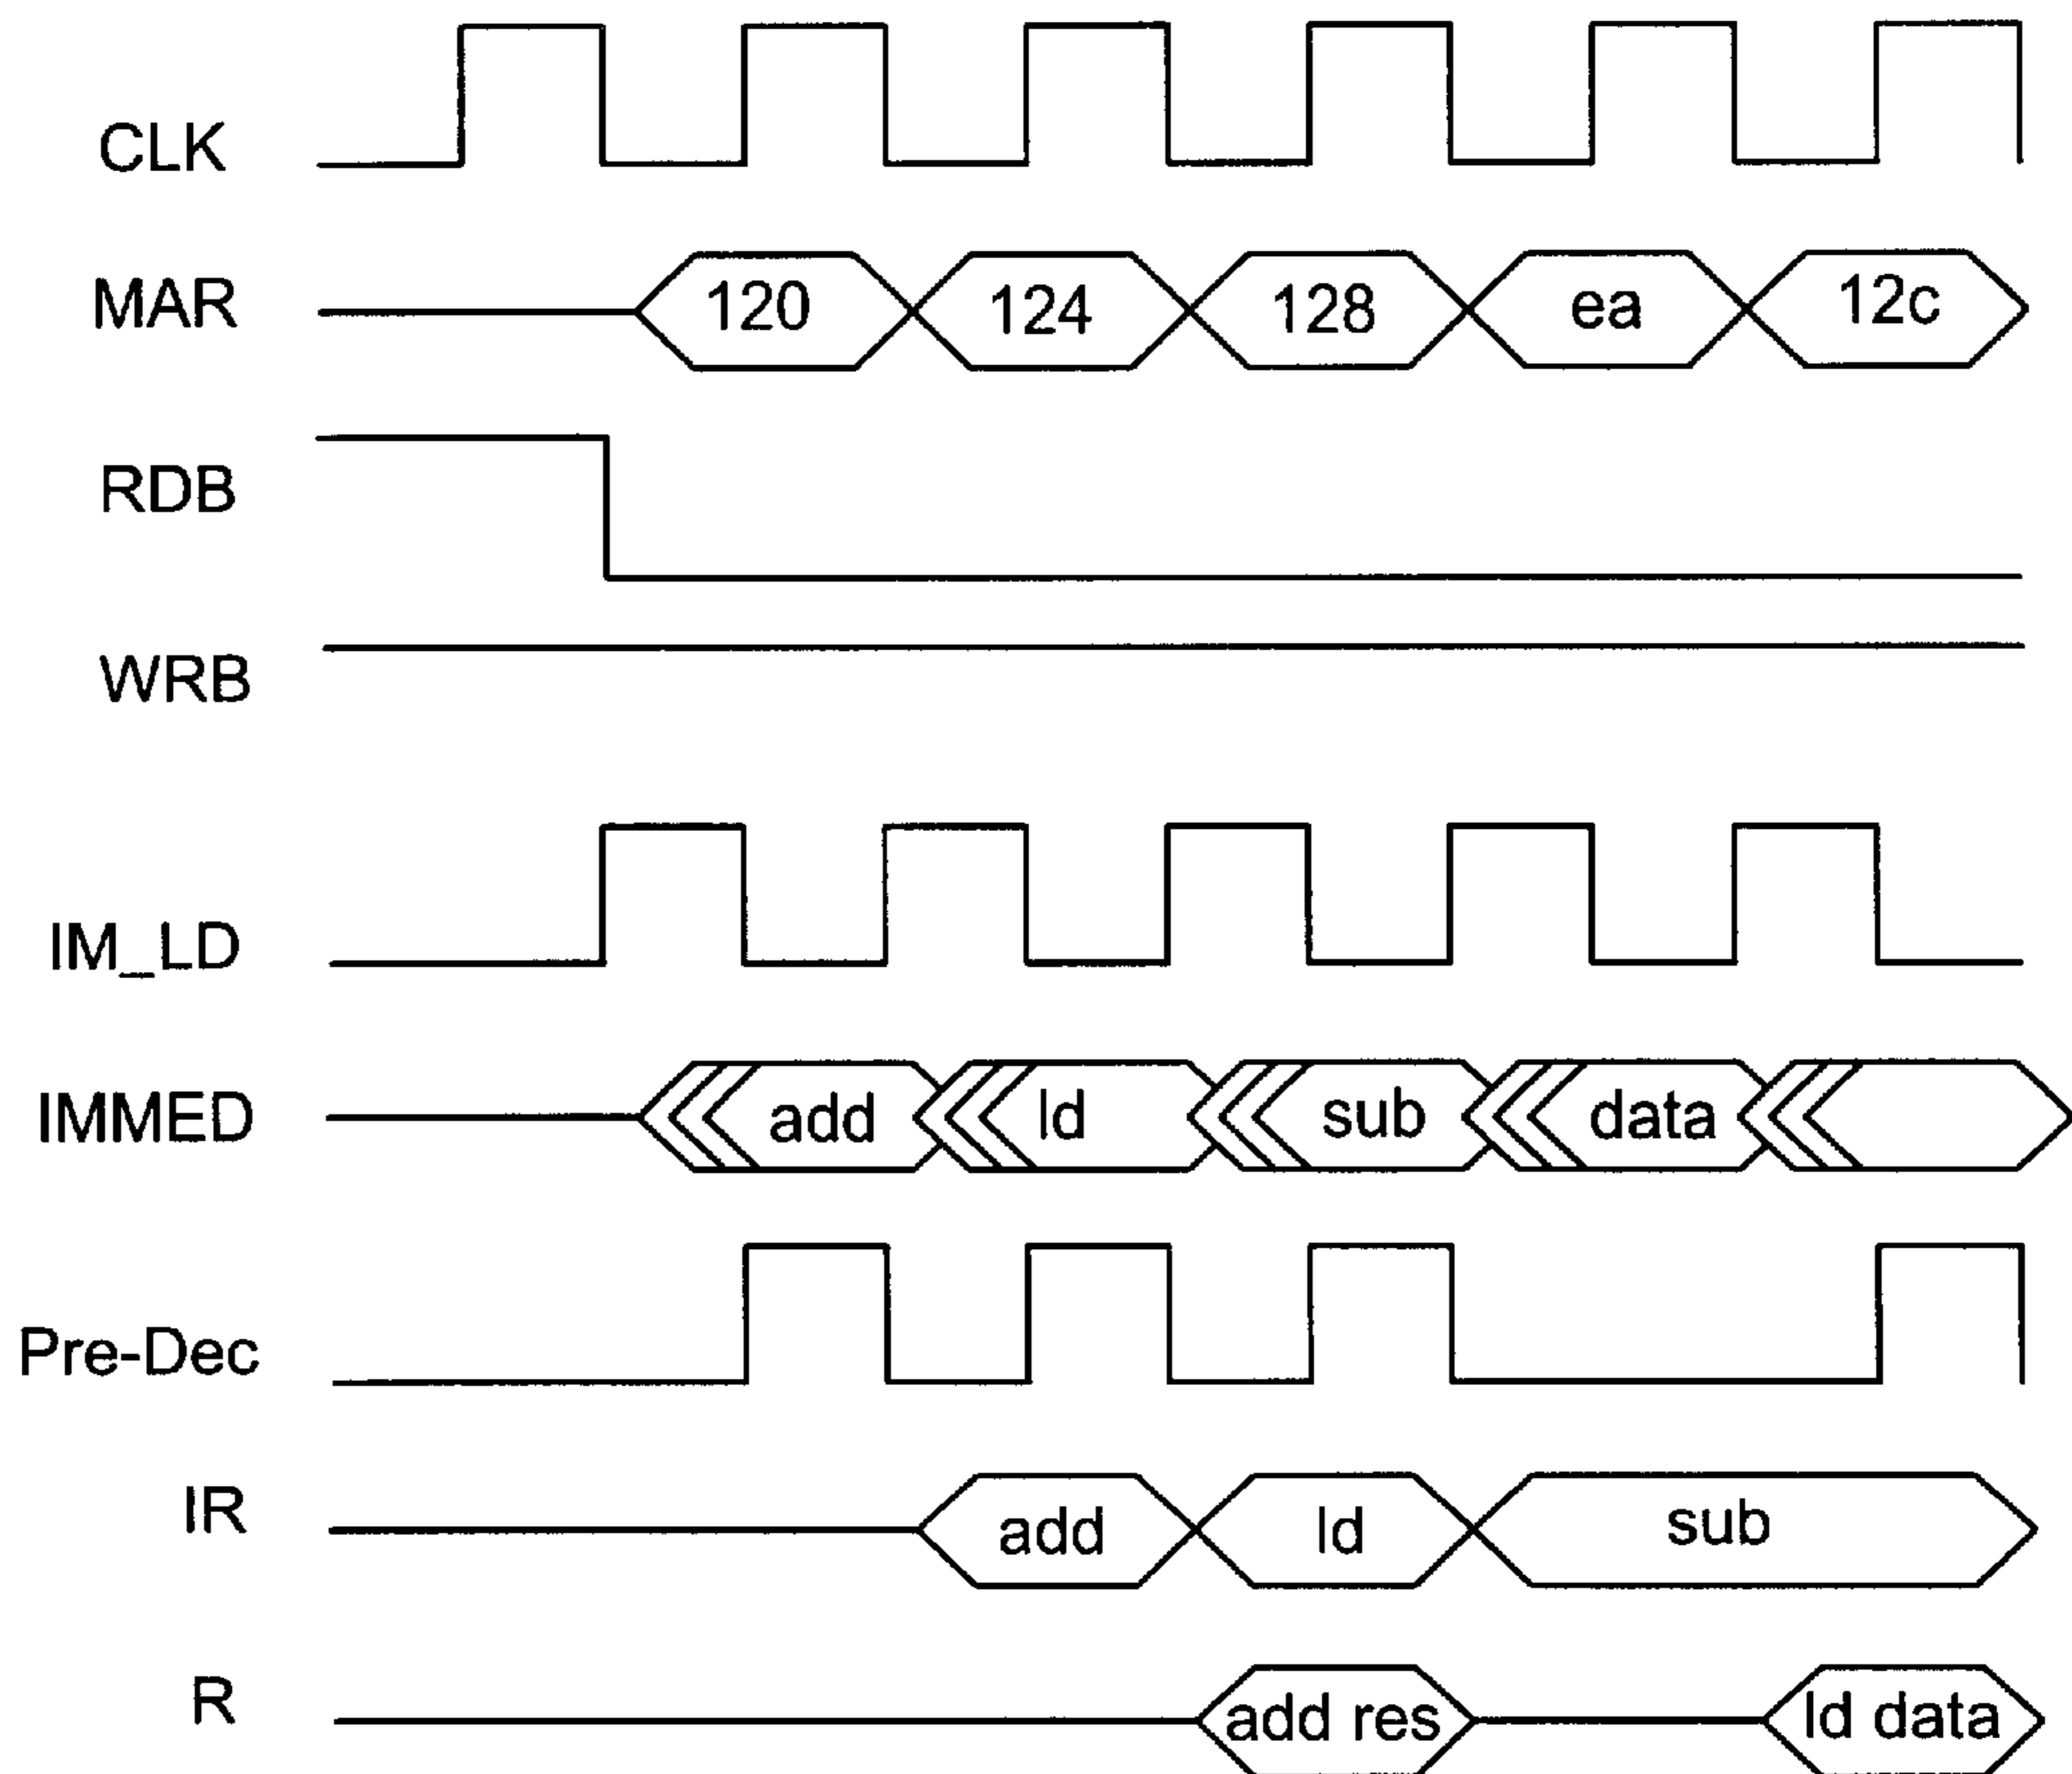 CLK
MAR 120 124 128 ea 12c
RDB
WRB
IM_LD
IMMED add ld sub data
Pre-Dec
IR add ld sub
R add res ld data